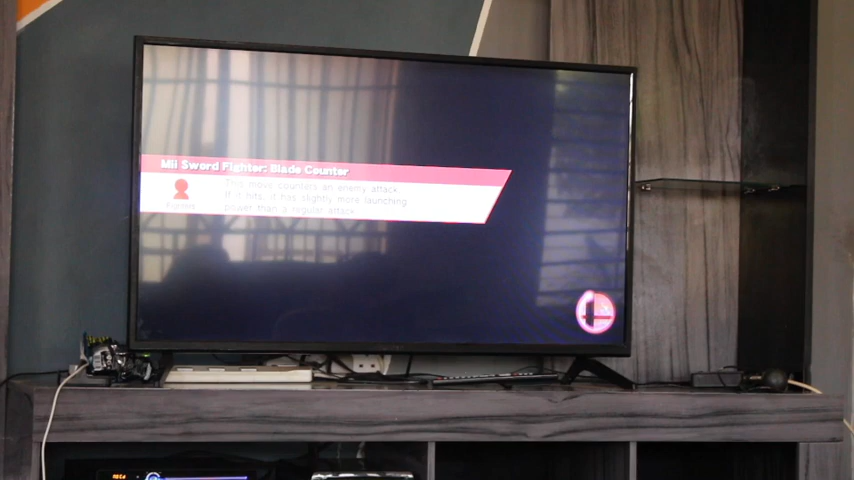 Mii Sword Fighter: Blade Counter
This move counters an enemy attack.
If it hits, it has slightly more launching
power than a regular attack.
Fighters